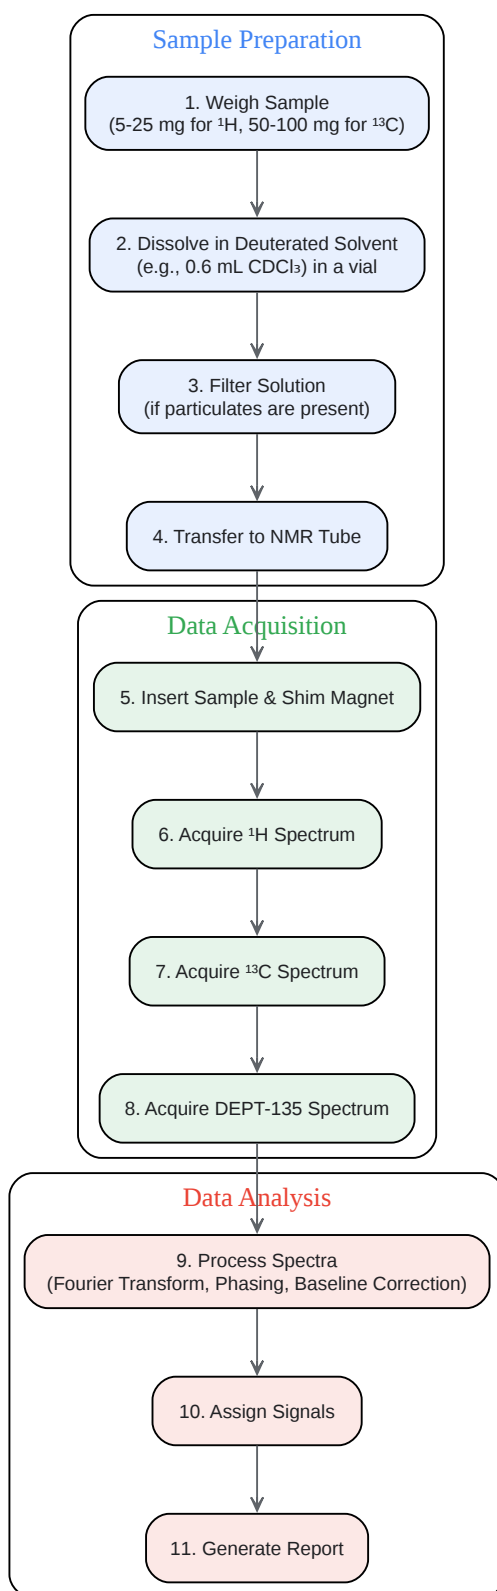 Sample Preparation
1. Weigh Sample
(5-25 mg for ¹H, 50-100 mg for ¹³C)
2. Dissolve in Deuterated Solvent
(e.g., 0.6 mL CDCl₃) in a vial
3. Filter Solution
(if particulates are present)
4. Transfer to NMR Tube
Data Acquisition
5. Insert Sample & Shim Magnet
6. Acquire ¹H Spectrum
7. Acquire ¹³C Spectrum
8. Acquire DEPT-135 Spectrum
Data Analysis
9. Process Spectra
(Fourier Transform, Phasing, Baseline Correction)
10. Assign Signals
11. Generate Report